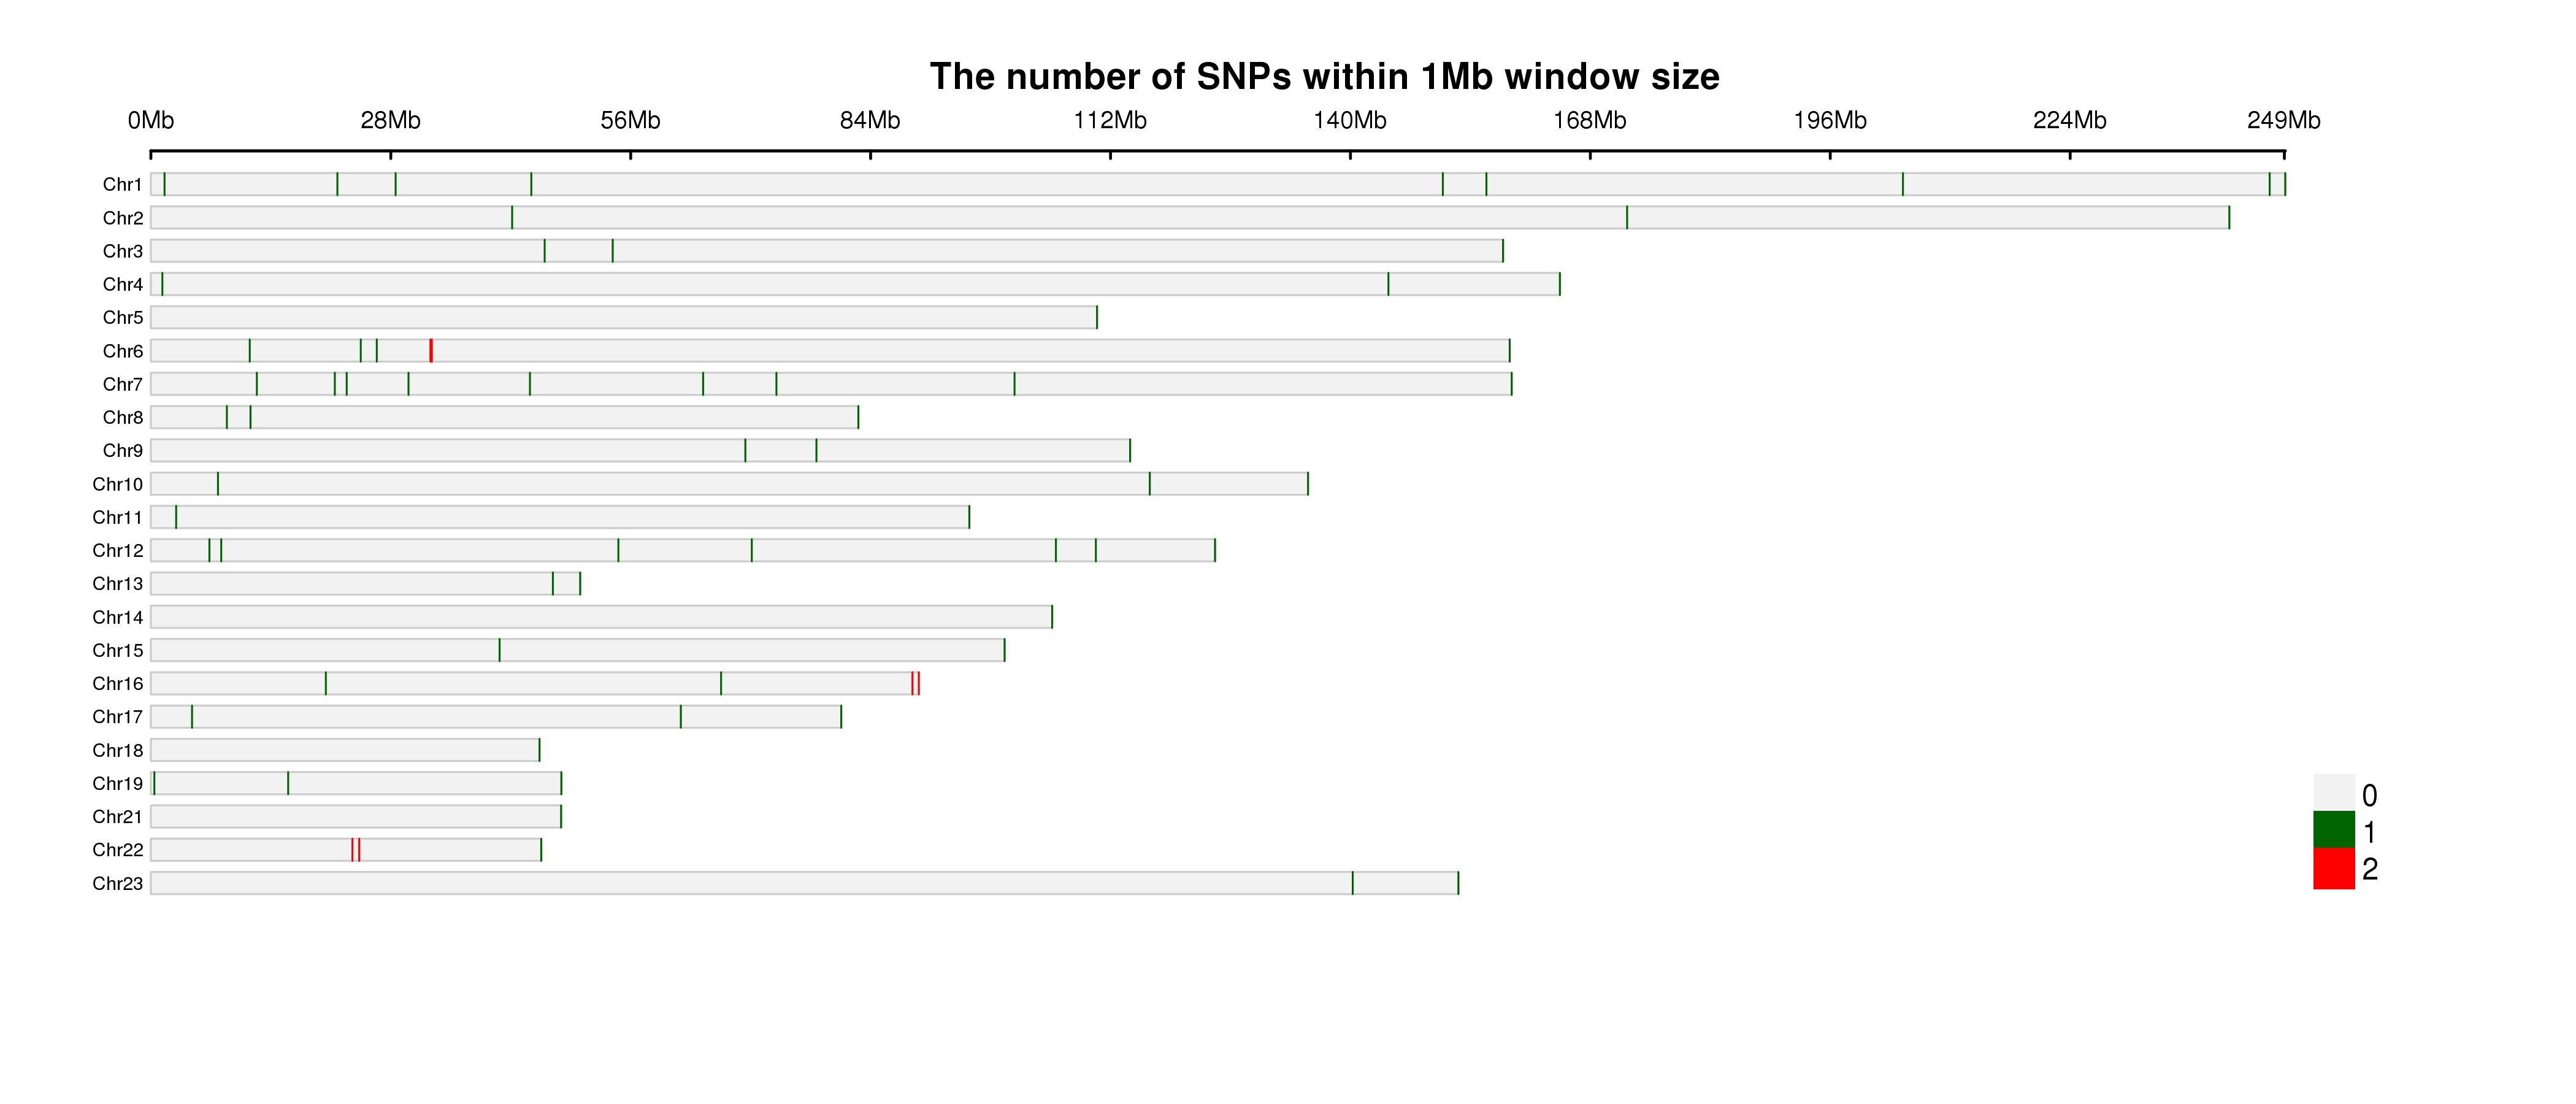 The number of SNPs within 1Mb window size
0Mb 28Mb 56Mb 84Mb 112Mb 140Mb 168Mb 196Mb 224Mb 249Mb
Chr1
Chr2
Chr3
Chr4
Chr5
Chr6
Chr7
Chr8
Chr9
Chr10
Chr11
Chr12
Chr13
Chr14
Chr15
Chr16
Chr17
Chr18
Chr19
Chr21
Chr22
Chr23
0
1
2